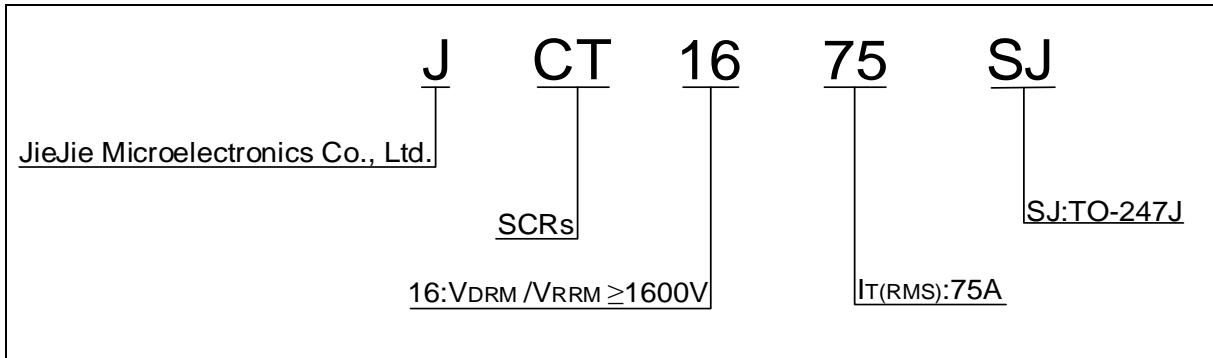 J CT 16 75 SJ
JieJie Microelectronics Co., Ltd.
SJ:TO-247J
SCRs
16:VDRM /VRRM ≥1600V
IT(RMS):75A